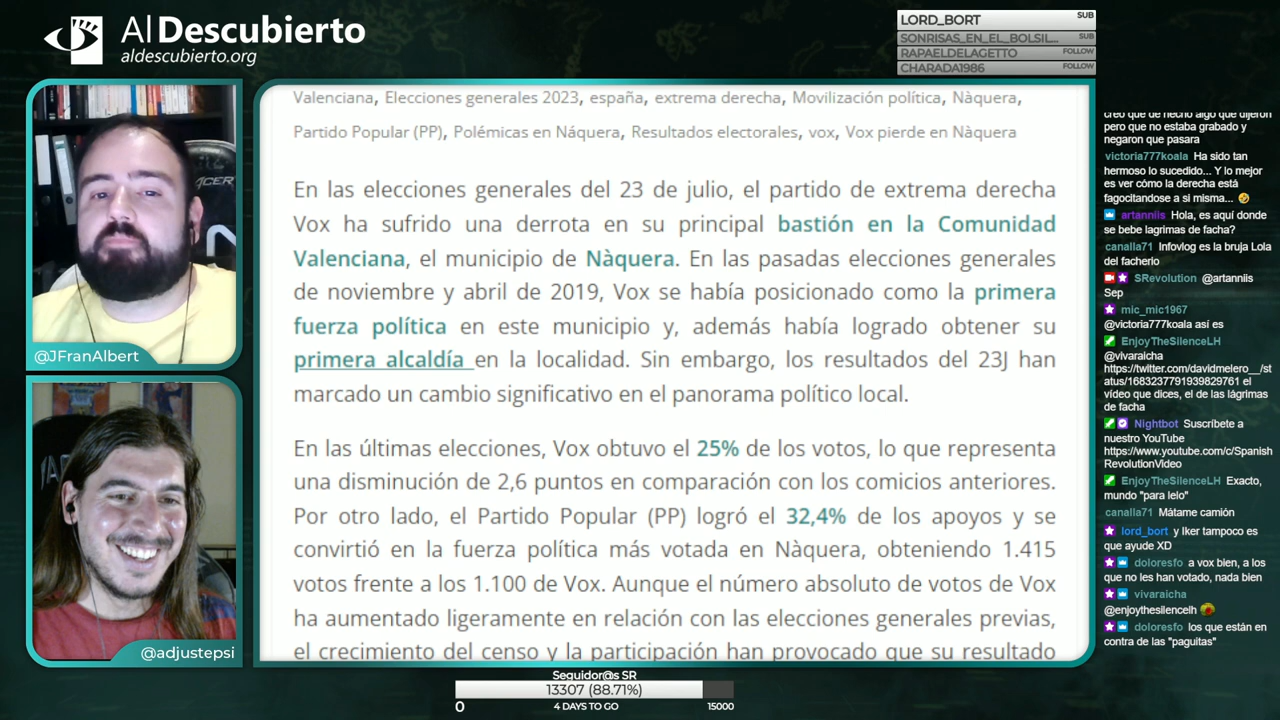 Al Descubierto
aldescubierto.org
LORD_BORT SUB
SONRISAS_EN_EL_BOLSIL... SUB
RAPAELDELAGETTO FOLLOW
CHARADA1986 FOLLOW
@JFranAlbert
@adjustepsi
Valenciana, Elecciones generales 2023, españa, extrema derecha, Movilización política, Nàquera,
Partido Popular (PP), Polémicas en Náquera, Resultados electorales, vox, Vox pierde en Nàquera
En las elecciones generales del 23 de julio, el partido de extrema derecha
Vox ha sufrido una derrota en su principal bastión en la Comunidad
Valenciana, el municipio de Nàquera. En las pasadas elecciones generales
de noviembre y abril de 2019, Vox se había posicionado como la primera
fuerza política en este municipio y, además había logrado obtener su
primera alcaldía en la localidad. Sin embargo, los resultados del 23J han
marcado un cambio significativo en el panorama político local.
En las últimas elecciones, Vox obtuvo el 25% de los votos, lo que representa
una disminución de 2,6 puntos en comparación con los comicios anteriores.
Por otro lado, el Partido Popular (PP) logró el 32,4% de los apoyos y se
convirtió en la fuerza política más votada en Nàquera, obteniendo 1.415
votos frente a los 1.100 de Vox. Aunque el número absoluto de votos de Vox
ha aumentado ligeramente en relación con las elecciones generales previas,
el crecimiento del censo y la participación han provocado que su resultado
creo que de hecho algo que dijeron
pero que no estaba grabado y
negaron que pasara
victoria777koala Ha sido tan
hermoso lo sucedido... Y lo mejor
es ver cómo la derecha está
fagocitandose a si misma...
artanniis Hola, es aquí donde
se bebe lagrimas de facha?
canalla71 Infovlog es la bruja Lola
del facherio
SRevolution @artanniis
Sep
mic_mic1967
@victoria777koala así es
EnjoyTheSilenceLH
@vivaraicha
https://twitter.com/davidmelero__/st
atus/1683237791939829761 el
vídeo que dices, el de las lágrimas
de facha
Nightbot Suscríbete a
nuestro YouTube
https://www.youtube.com/c/Spanish
RevolutionVideo
EnjoyTheSilenceLH Exacto,
mundo "para lelo"
canalla71 Mátame camión
lord_bort y Iker tampoco es
que ayude XD
doloresfo a vox bien, a los
que no les han votado, nada bien
vivaraicha
@enjoythesilencelh
doloresfo los que están en
contra de las "paguitas"
Seguidor@s SR
13307 (88.71%)
0 4 DAYS TO GO 15000